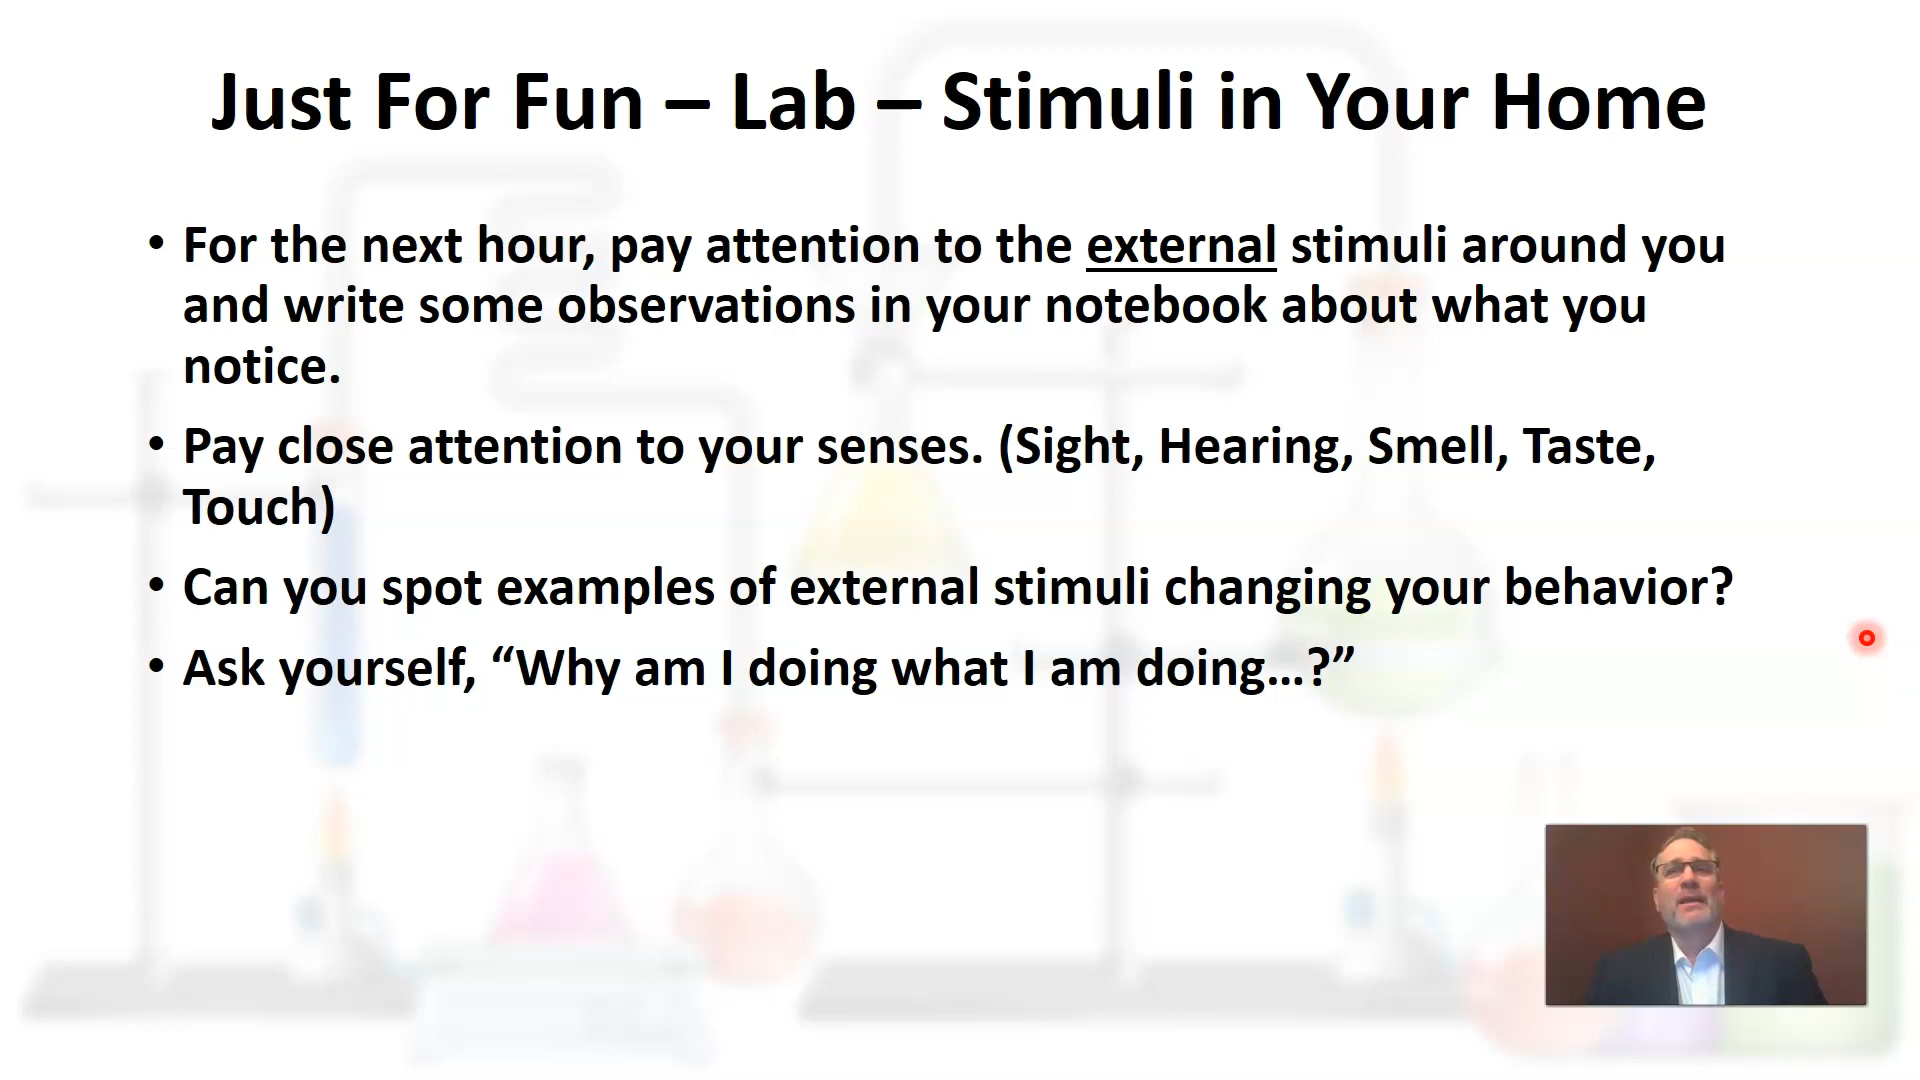 Just For Fun – Lab – Stimuli in Your Home
• For the next hour, pay attention to the external stimuli around you
and write some observations in your notebook about what you
notice.
• Pay close attention to your senses. (Sight, Hearing, Smell, Taste,
Touch)
• Can you spot examples of external stimuli changing your behavior?
• Ask yourself, “Why am I doing what I am doing…?”